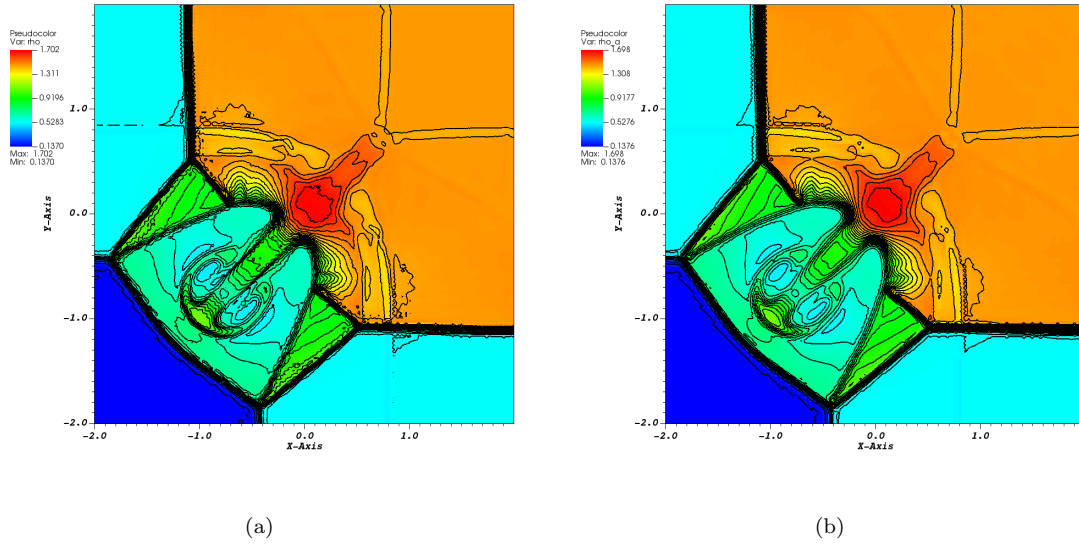 Pseudocolor
Var: rho
1.702
1.311
0.9196
0.5283
0.1370
Max: 1.702
Min: 0.1370
1.0
0.0
-1.0
-2.0
Y-Axis
-2.0
-1.0
0.0
1.0
X-Axis
(a)
Pseudocolor
Var: rho_a
1.698
1.308
0.9177
0.5276
0.1376
Max: 1.698
Min: 0.1376
1.0
0.0
-1.0
-2.0
Y-Axis
-2.0
-1.0
0.0
1.0
X-Axis
(b)